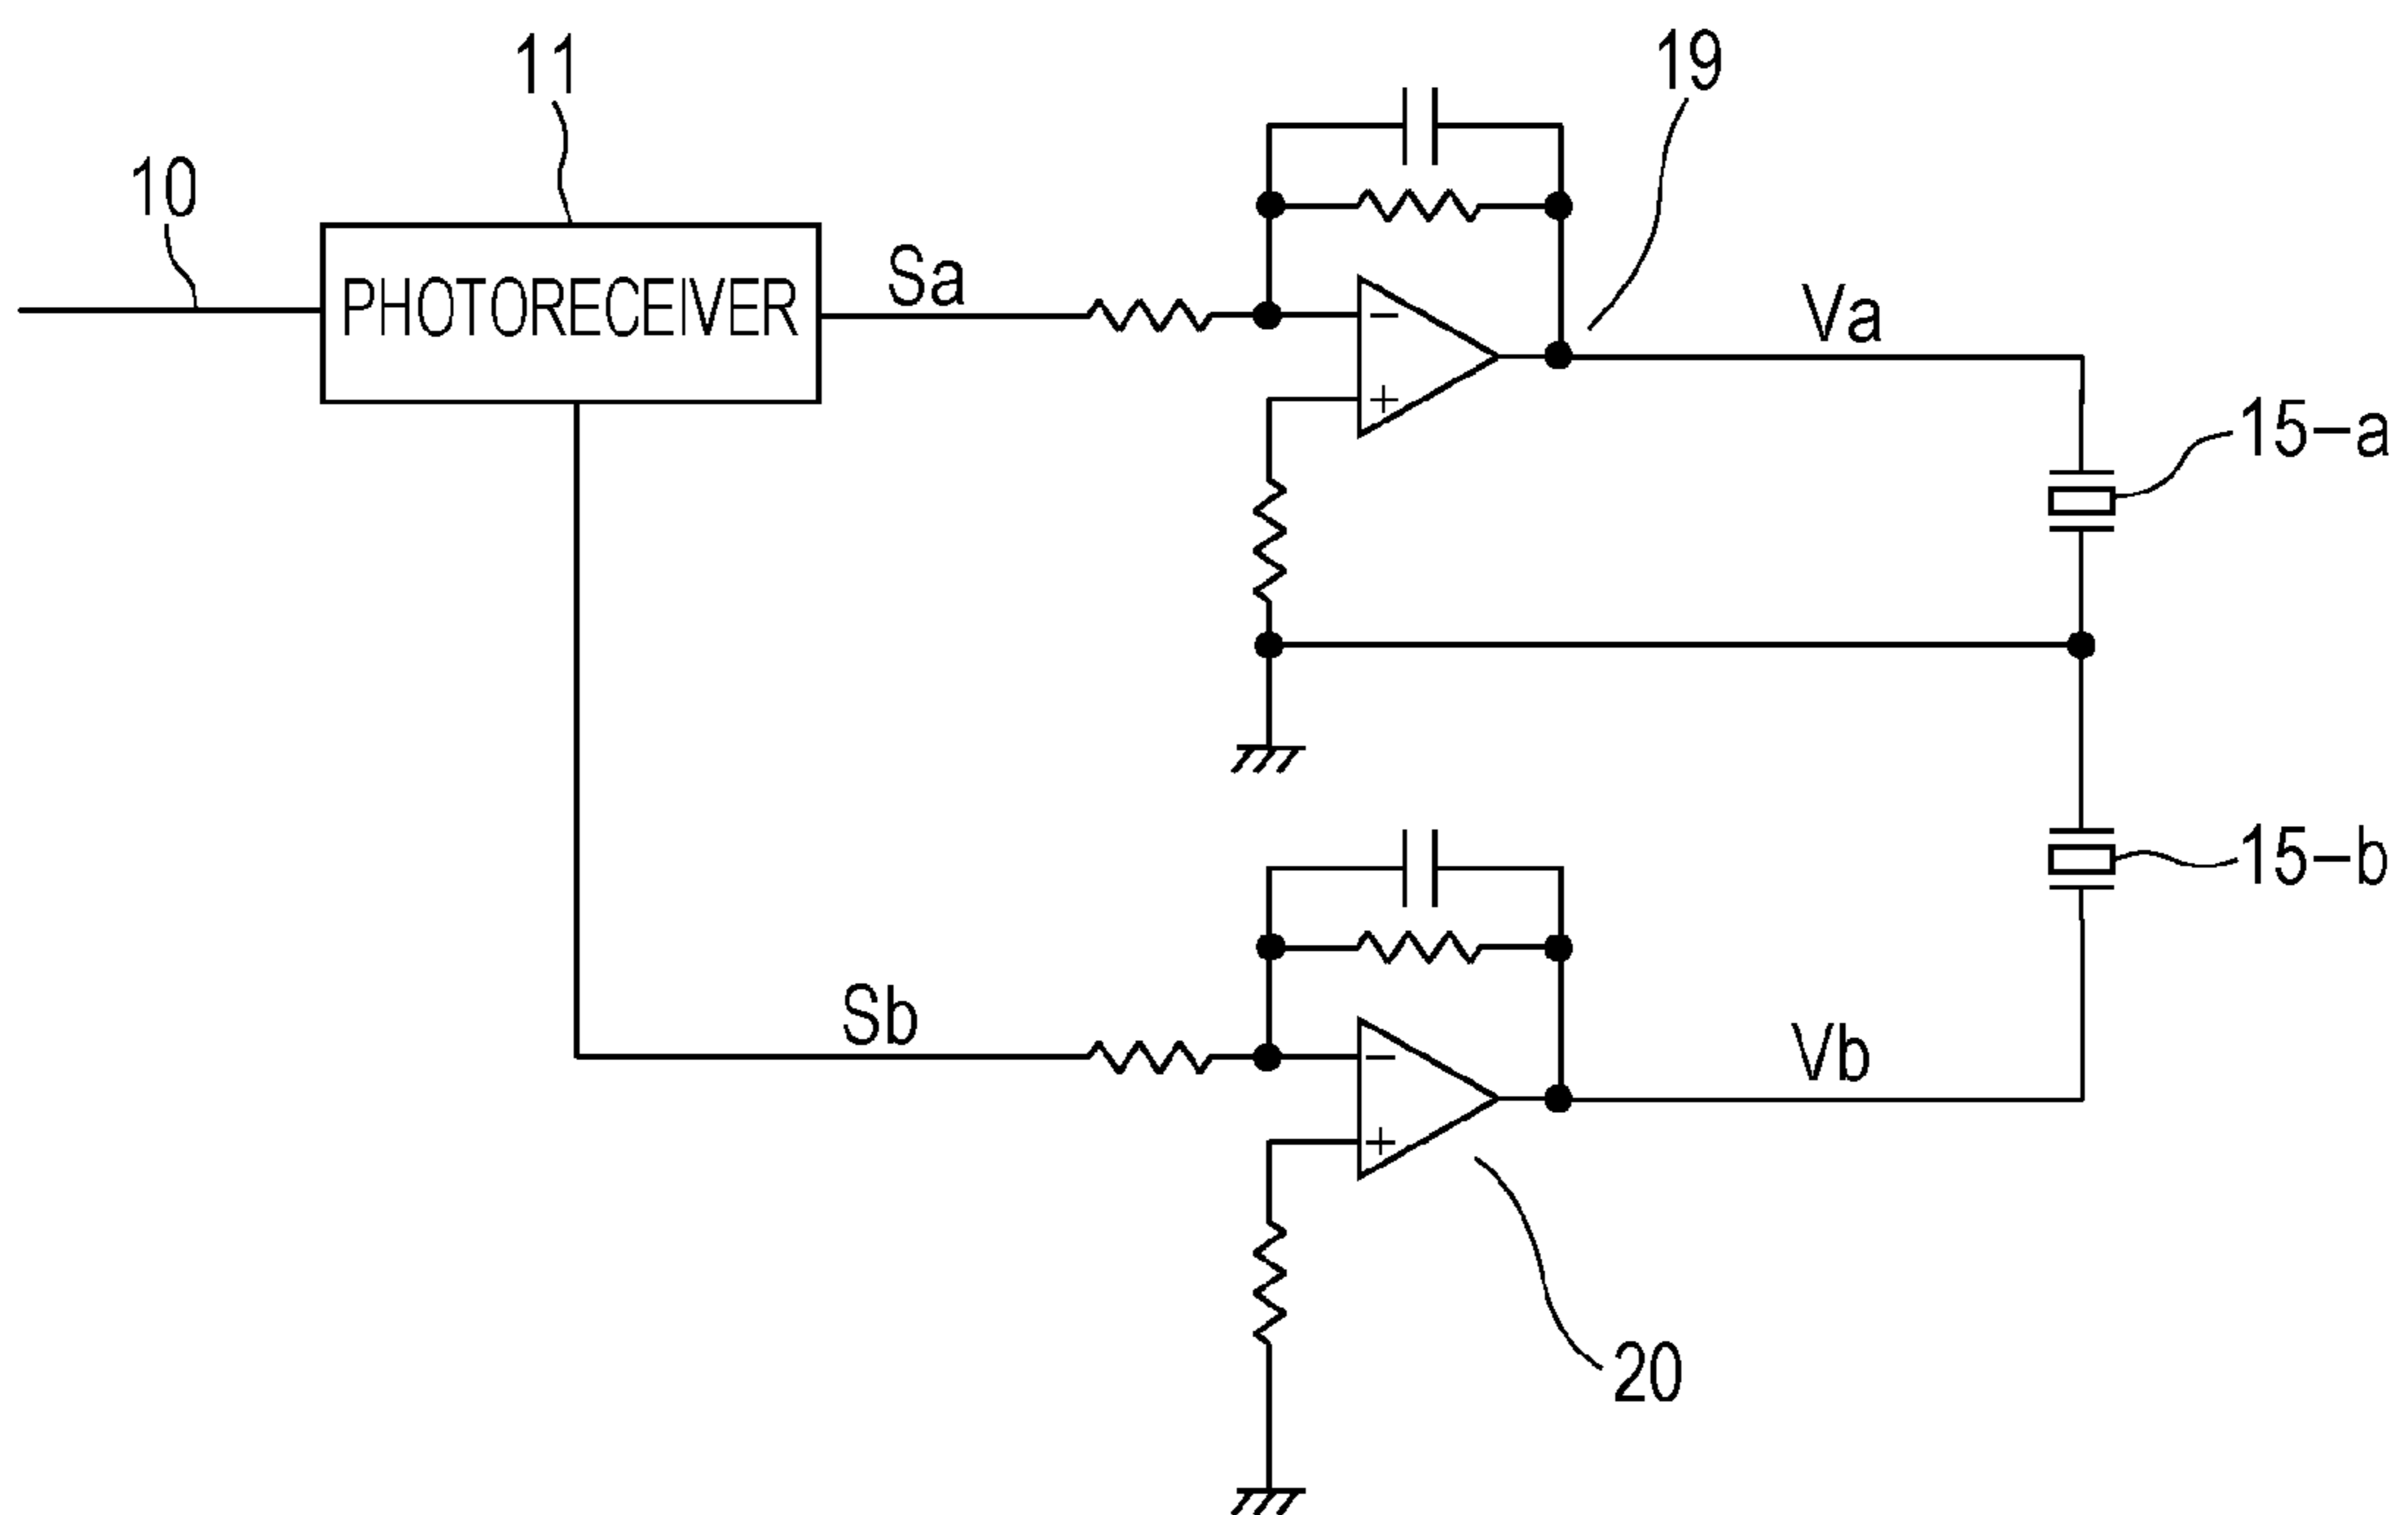 11
19
10
PHOTORECEIVER
Sa
−
+
Va
15−a
15−b
Sb
−
+
Vb
20